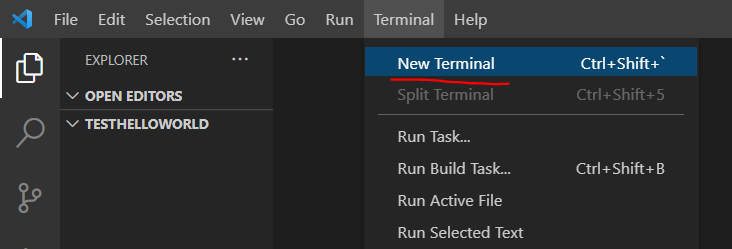 File Edit Selection View Go Run Terminal Help
EXPLORER ···
OPEN EDITORS
TESTHELLOWORLD
New Terminal Ctrl+Shift+`
Split Terminal Ctrl+Shift+5
Run Task...
Run Build Task... Ctrl+Shift+B
Run Active File
Run Selected Text